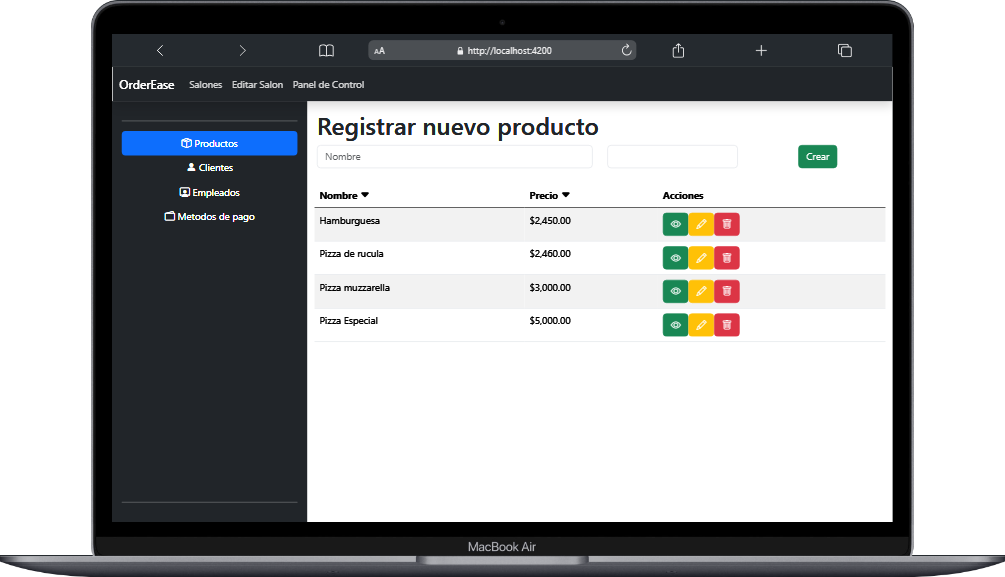 AA http://localhost:4200
OrderEase Salones Editar Salon Panel de Control
Productos
Clientes
Empleados
Metodos de pago
Registrar nuevo producto
Nombre
Crear
Nombre Precio Acciones
Hamburguesa $2,450.00
Pizza de rucula $2,460.00
Pizza muzzarella $3,000.00
Pizza Especial $5,000.00
MacBook Air